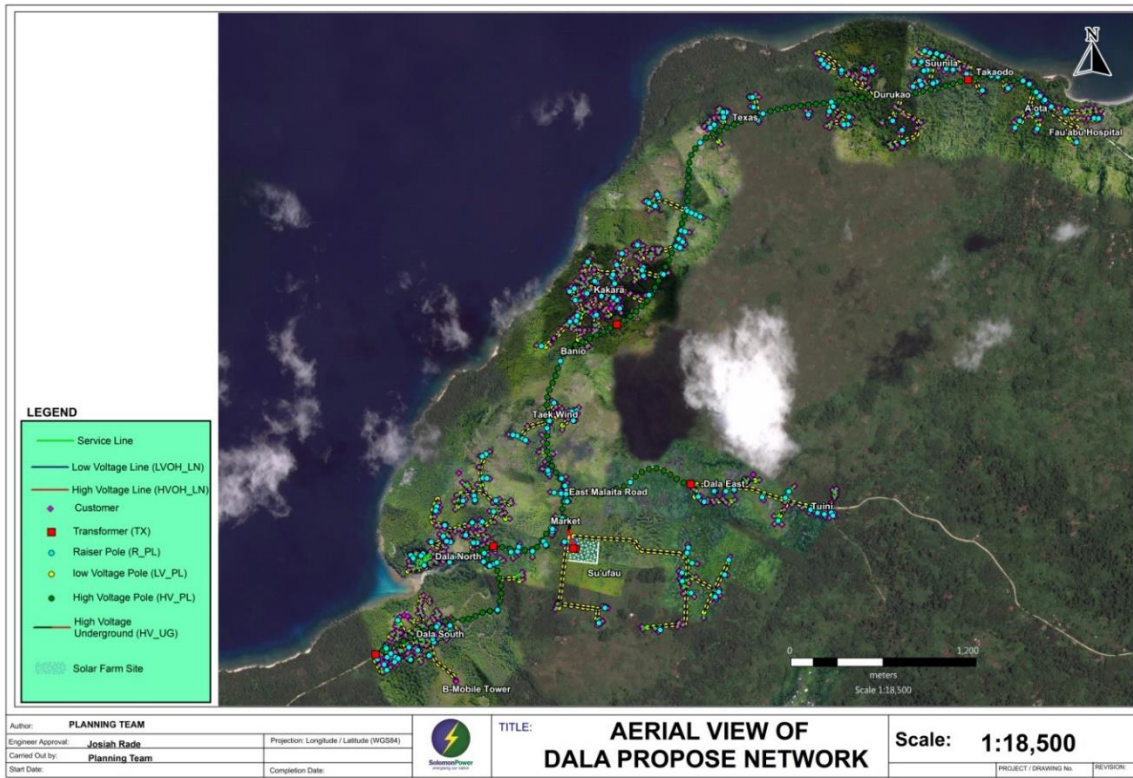 N
Suunila
Takaodo
Durukao
A'ota
Fau'abu Hospital
Texas
Kakara
Banio
Taek Wind
East Malaita Road
Dala East
Tuini
Market
Dala North
Su'ufau
Dala South
B-Mobile Tower
0 1,200
meters
Scale 1:18,500
LEGEND
Service Line
Low Voltage Line (LVOH_LN)
High Voltage Line (HVOH_LN)
Customer
Transformer (TX)
Raiser Pole (R_PL)
low Voltage Pole (LV_PL)
High Voltage Pole (HV_PL)
High Voltage
Underground (HV_UG)
Solar Farm Site
Author: PLANNING TEAM
Engineer Approval: Josiah Rade
Carried Out by: Planning Team
Start Date:
Projection: Longitude / Latitude (WGS84)
Completion Date:
SolomonPower
TITLE:
AERIAL VIEW OF
DALA PROPOSE NETWORK
Scale: 1:18,500
PROJECT / DRAWING No. REVISION: